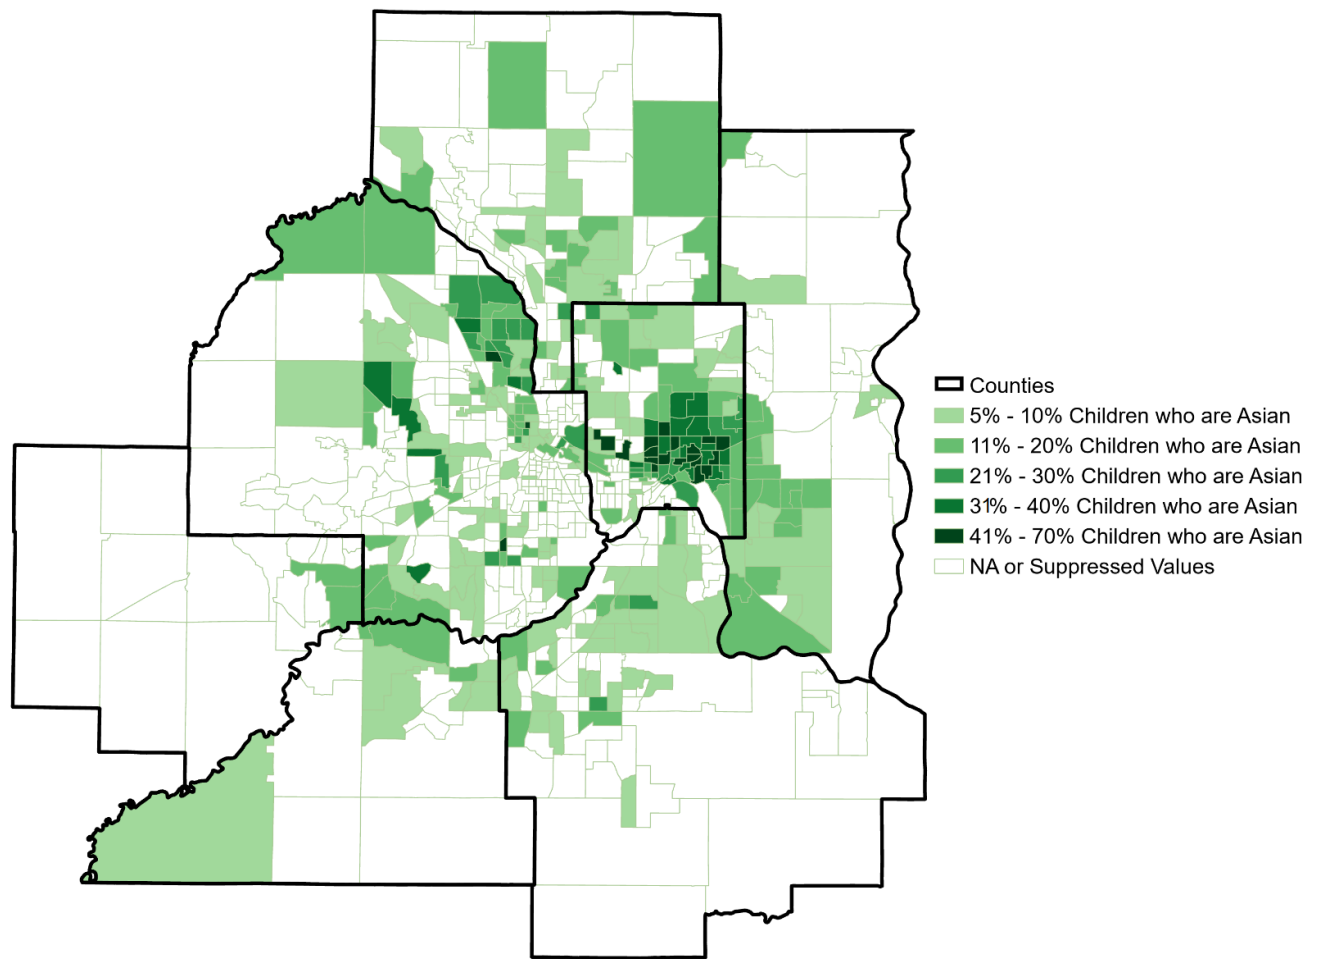 Counties
5% - 10% Children who are Asian
11% - 20% Children who are Asian
21% - 30% Children who are Asian
31% - 40% Children who are Asian
41% - 70% Children who are Asian
NA or Suppressed Values